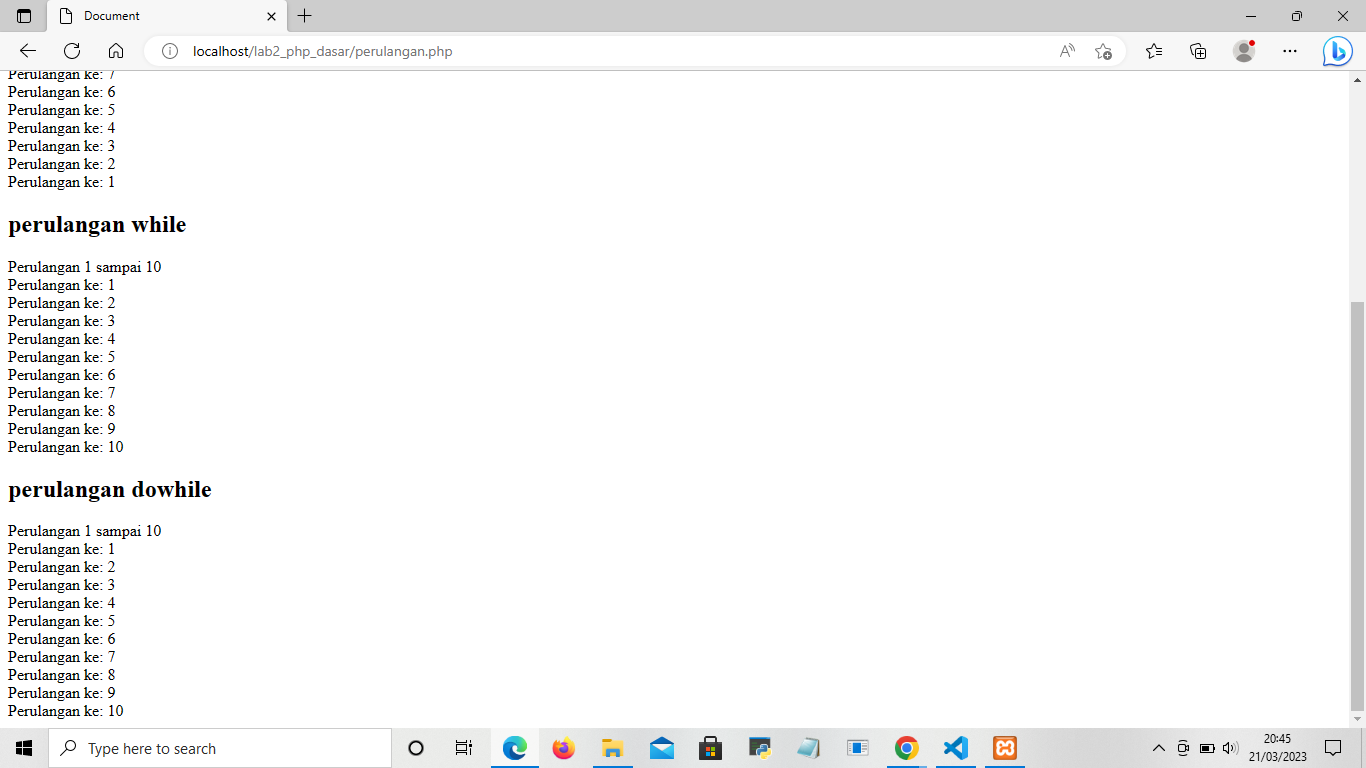 Document
localhost/lab2_php_dasar/perulangan.php
Perulangan ke: 7
Perulangan ke: 6
Perulangan ke: 5
Perulangan ke: 4
Perulangan ke: 3
Perulangan ke: 2
Perulangan ke: 1
perulangan while
Perulangan 1 sampai 10
Perulangan ke: 1
Perulangan ke: 2
Perulangan ke: 3
Perulangan ke: 4
Perulangan ke: 5
Perulangan ke: 6
Perulangan ke: 7
Perulangan ke: 8
Perulangan ke: 9
Perulangan ke: 10
perulangan dowhile
Perulangan 1 sampai 10
Perulangan ke: 1
Perulangan ke: 2
Perulangan ke: 3
Perulangan ke: 4
Perulangan ke: 5
Perulangan ke: 6
Perulangan ke: 7
Perulangan ke: 8
Perulangan ke: 9
Perulangan ke: 10
Type here to search
20:45
21/03/2023